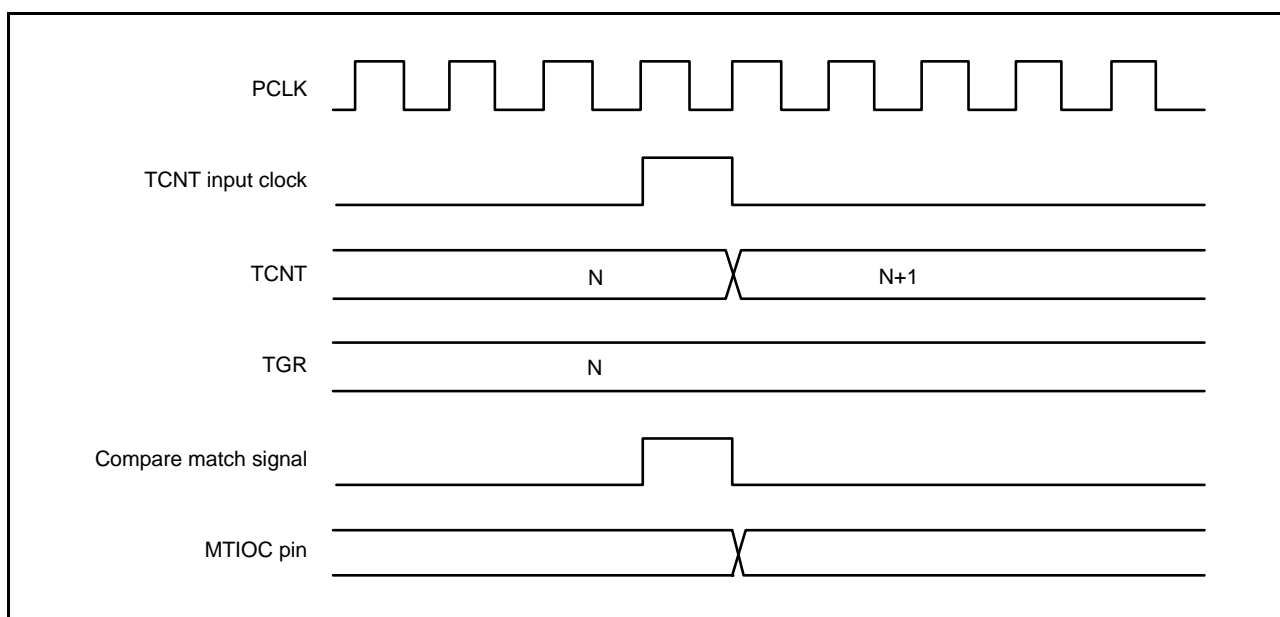 PCLK
TCNT input clock
TCNT
N
N+1
TGR
N
Compare match signal
MTIOC pin